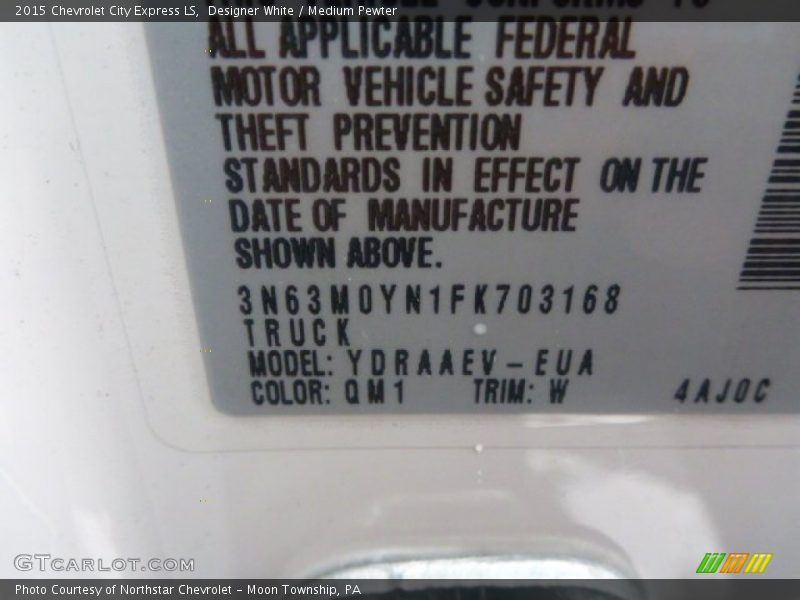 2015 Chevrolet City Express LS, Designer White / Medium Pewter
ALL APPLICABLE FEDERAL
MOTOR VEHICLE SAFETY AND
THEFT PREVENTION
STANDARDS IN EFFECT ON THE
DATE OF MANUFACTURE
SHOWN ABOVE.
3N63M0YN1FK703168
TRUCK
MODEL: YDRAAEV-EUA
COLOR: QM1 TRIM: W 4AJ0C
GTCarlot.com
Photo Courtesy of Northstar Chevrolet - Moon Township, PA